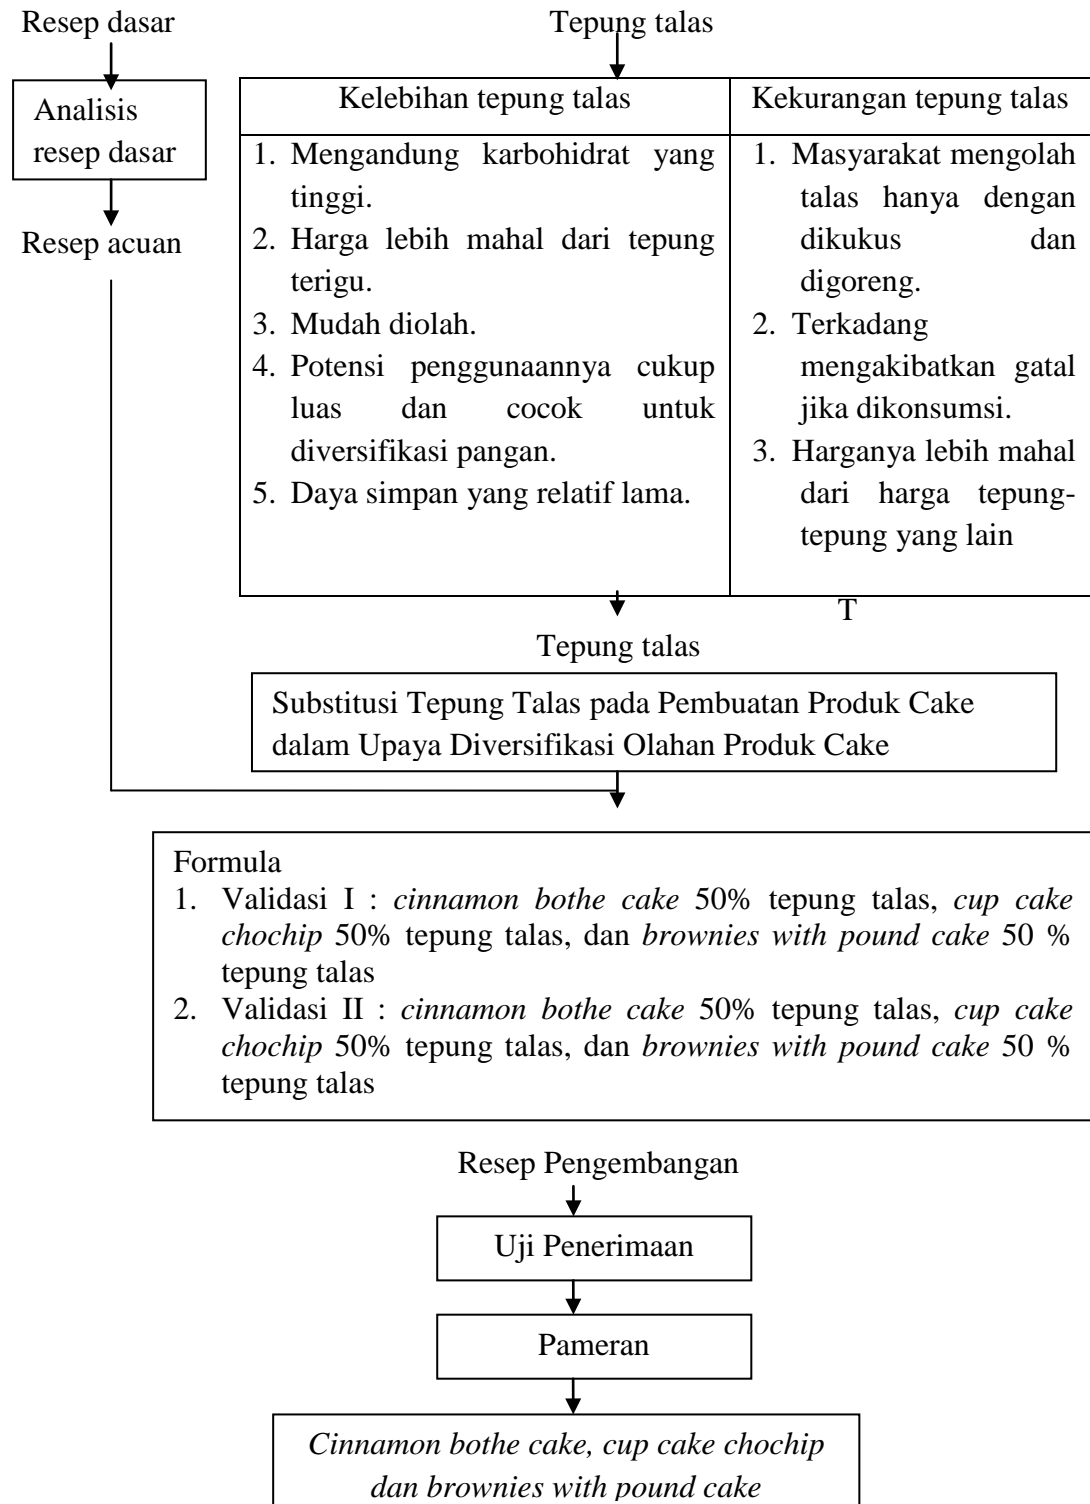 Resep dasar
Analisis
resep dasar
Resep acuan
Tepung talas
Kelebihan tepung talas
1. Mengandung karbohidrat yang
tinggi.
2. Harga lebih mahal dari tepung
terigu.
3. Mudah diolah.
4. Potensi penggunaannya cukup
luas dan cocok untuk
diversifikasi pangan.
5. Daya simpan yang relatif lama.
Kekurangan tepung talas
1. Masyarakat mengolah
talas hanya dengan
dikukus dan
digoreng.
2. Terkadang
mengakibatkan gatal
jika dikonsumsi.
3. Harganya lebih mahal
dari harga tepung-
tepung yang lain
T
Tepung talas
Substitusi Tepung Talas pada Pembuatan Produk Cake
dalam Upaya Diversifikasi Olahan Produk Cake
Formula
1. Validasi I : cinnamon bothe cake 50% tepung talas, cup cake
chochip 50% tepung talas, dan brownies with pound cake 50 %
tepung talas
2. Validasi II : cinnamon bothe cake 50% tepung talas, cup cake
chochip 50% tepung talas, dan brownies with pound cake 50 %
tepung talas
Resep Pengembangan
Uji Penerimaan
Pameran
Cinnamon bothe cake, cup cake chochip
dan brownies with pound cake